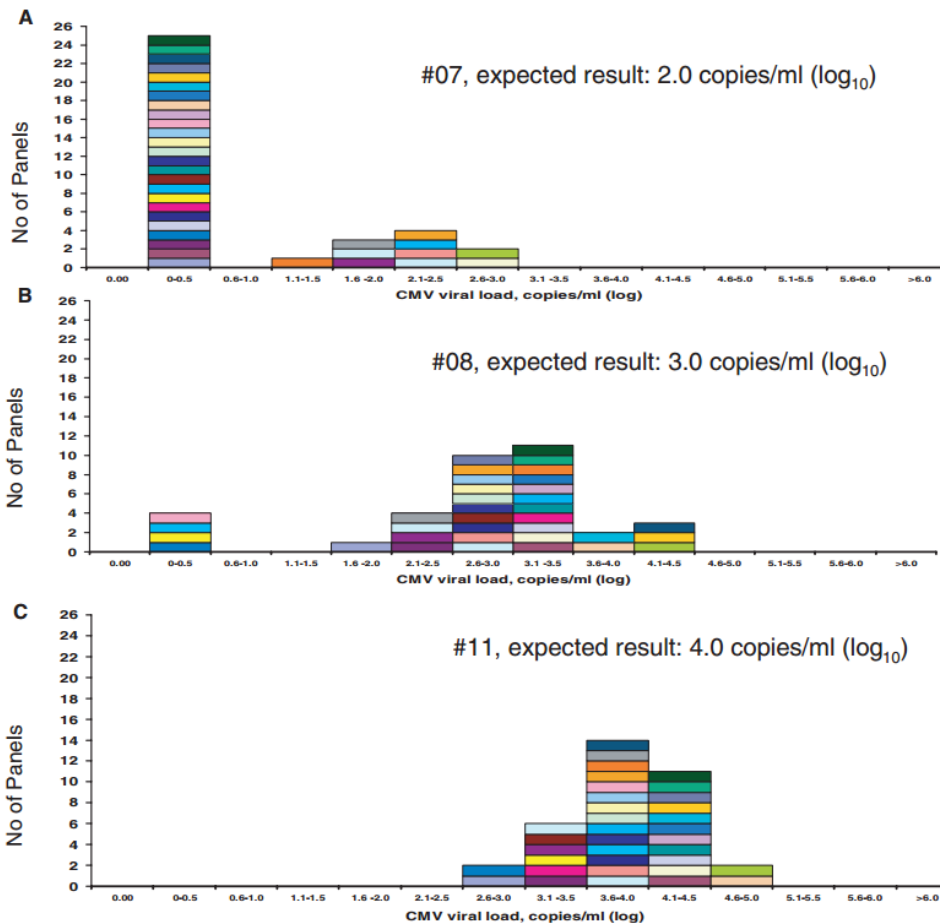 A
26
24
22
20
18
16
14
12
10
8
6
4
2
0
No of Panels
#07, expected result: 2.0 copies/ml (log10)
0.00 0-0.5 0.6-1.0 1.1-1.5 1.6 -2.0 2.1-2.5 2.6-3.0 3.1 -3.5 3.6-4.0 4.1-4.5 4.6-5.0 5.1-5.5 5.6-6.0 >6.0
CMV viral load, copies/ml (log)
B
26
24
22
20
18
16
14
12
10
8
6
4
2
0
No of Panels
#08, expected result: 3.0 copies/ml (log10)
0.00 0-0.5 0.6-1.0 1.1-1.5 1.6 -2.0 2.1-2.5 2.6-3.0 3.1 -3.5 3.6-4.0 4.1-4.5 4.6-5.0 5.1-5.5 5.6-6.0 >6.0
CMV viral load, copies/ml (log)
C
26
24
22
20
18
16
14
12
10
8
6
4
2
0
No of Panels
#11, expected result: 4.0 copies/ml (log10)
0.00 0-0.5 0.6-1.0 1.1-1.5 1.6 -2.0 2.1-2.5 2.6-3.0 3.1 -3.5 3.6-4.0 4.1-4.5 4.6-5.0 5.1-5.5 5.6-6.0 >6.0
CMV viral load, copies/ml (log)